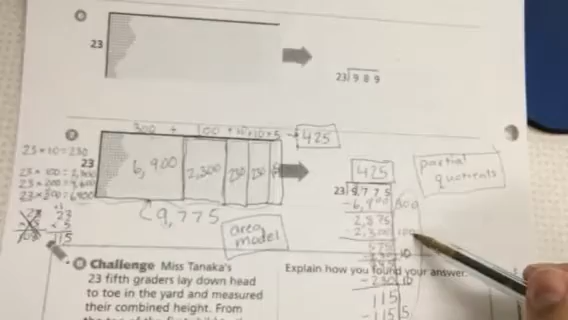 23
23 9 8 9
300 + 100 +10+10+5 → 425
23 x 10 = 230
23 x 100 = 2,300
23 x 200 = 4,600
23 x 300 = 6,900
23
x 5
115
23
6,900 2,300 230 230
9,775
area
model
425
23 9,775
- 6,900 300
2,875
- 2,300 100
575
- 230 10
345
- 230 10
115
- 115 5
partial
quotients
Challenge Miss Tanaka's
23 fifth graders lay down head
to toe in the yard and measured
their combined height. From
Explain how you found your answer.